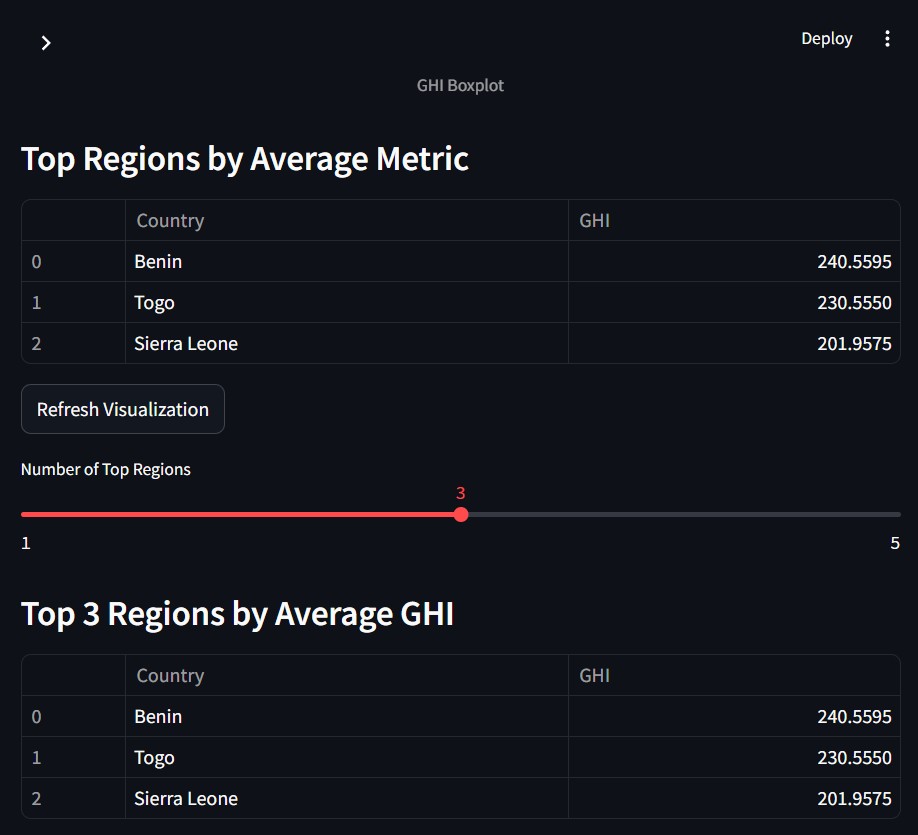 Deploy
GHI Boxplot
Top Regions by Average Metric
Country GHI
0 Benin 240.5595
1 Togo 230.5550
2 Sierra Leone 201.9575
Refresh Visualization
Number of Top Regions
3
1 5
Top 3 Regions by Average GHI
Country GHI
0 Benin 240.5595
1 Togo 230.5550
2 Sierra Leone 201.9575